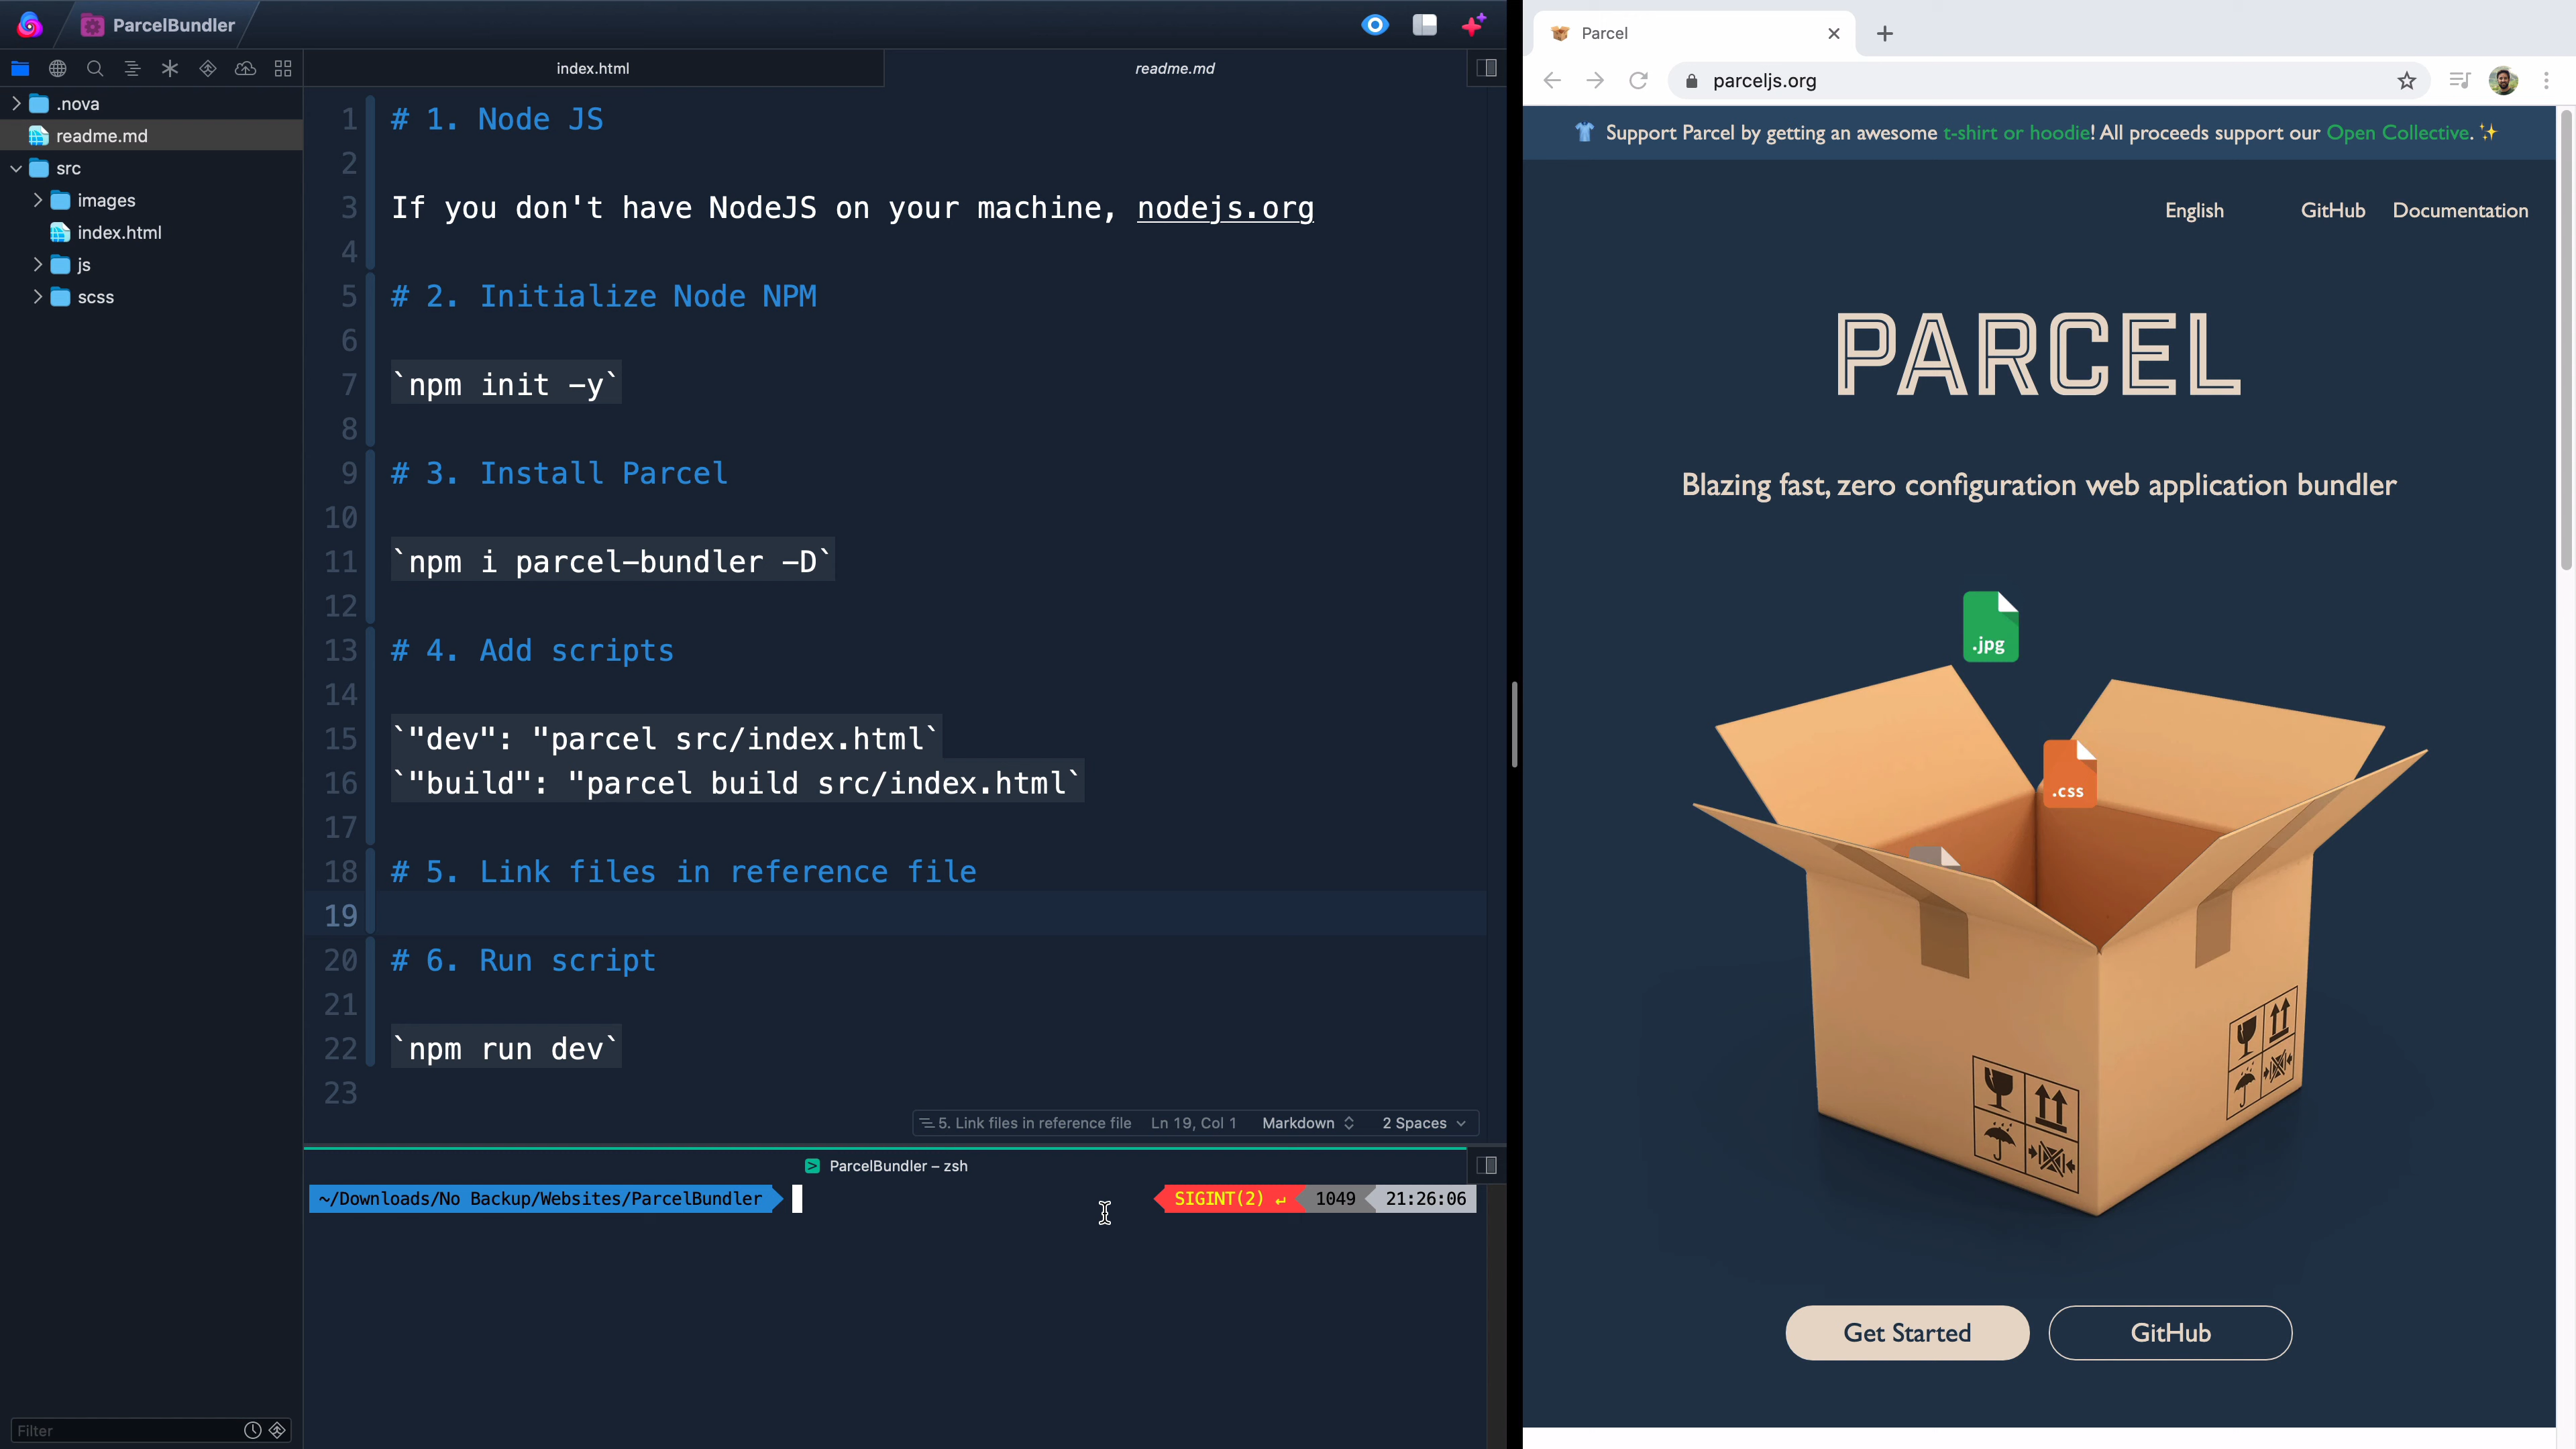 ParcelBundler
index.html
readme.md
.nova
readme.md
src
images
index.html
js
scss
Filter
1 # 1. Node JS
2
3 If you don't have NodeJS on your machine, nodejs.org
4
5 # 2. Initialize Node NPM
6
7 `npm init -y`
8
9 # 3. Install Parcel
10
11 `npm i parcel-bundler -D`
12
13 # 4. Add scripts
14
15 `"dev": "parcel src/index.html`
16 `"build": "parcel build src/index.html`
17
18 # 5. Link files in reference file
19
20 # 6. Run script
21
22 `npm run dev`
23
5. Link files in reference file Ln 19, Col 1 Markdown 2 Spaces
ParcelBundler – zsh
~/Downloads/No Backup/Websites/ParcelBundler SIGINT(2) ↵ 1049 21:26:06
Parcel
parceljs.org
Support Parcel by getting an awesome t-shirt or hoodie! All proceeds support our Open Collective. ✨
English GitHub Documentation
PARCEL
Blazing fast, zero configuration web application bundler
.jpg
.css
Get Started GitHub